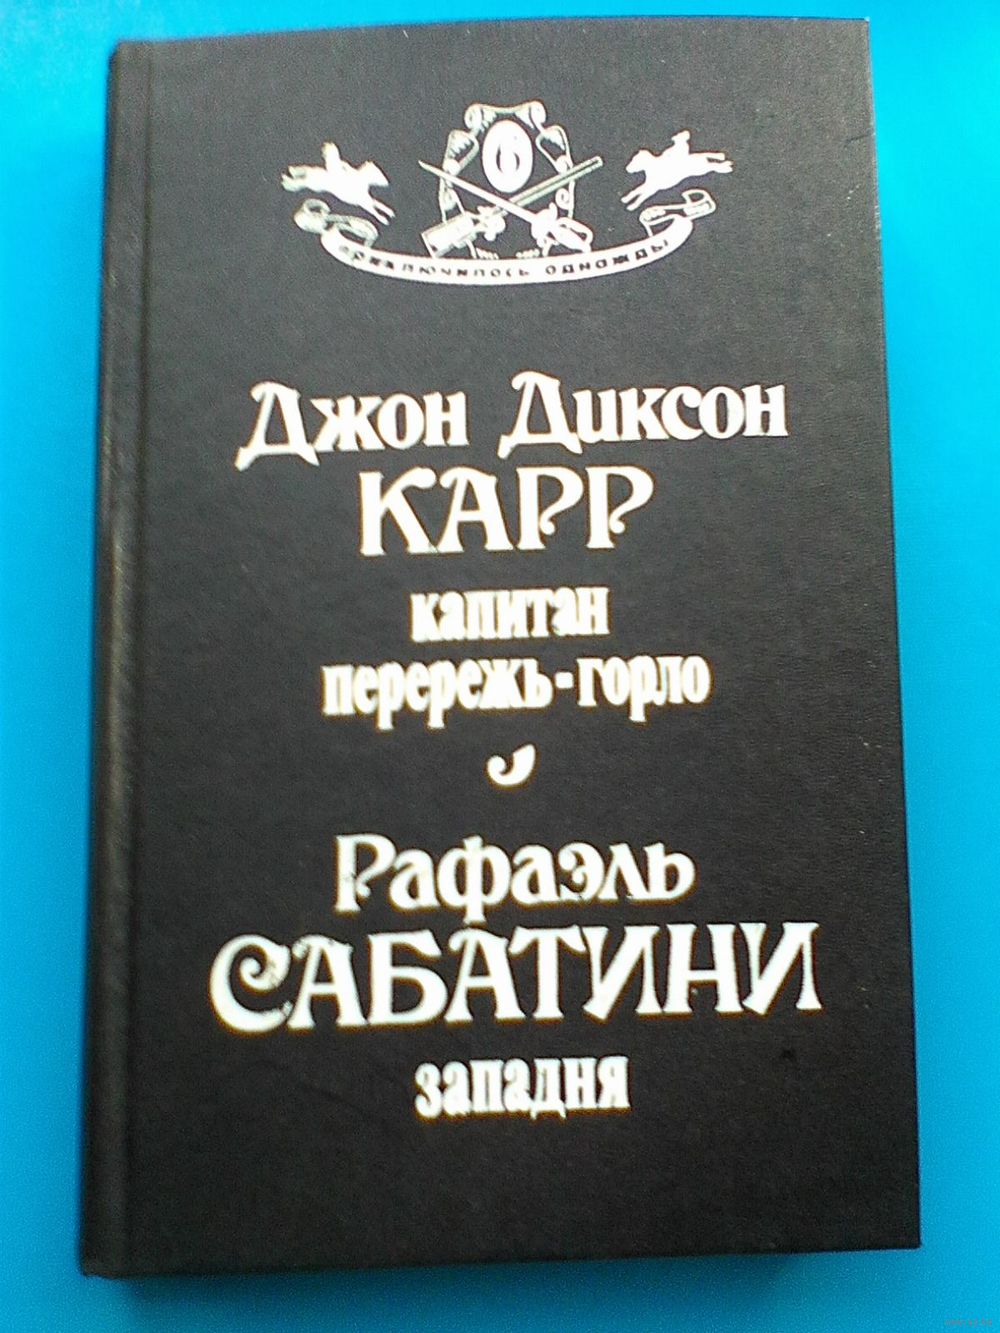 6
приключилось однажды
Джон Диксон
КАРР
капитан
перережь-горло
Рафаэль
САБАТИНИ
западня